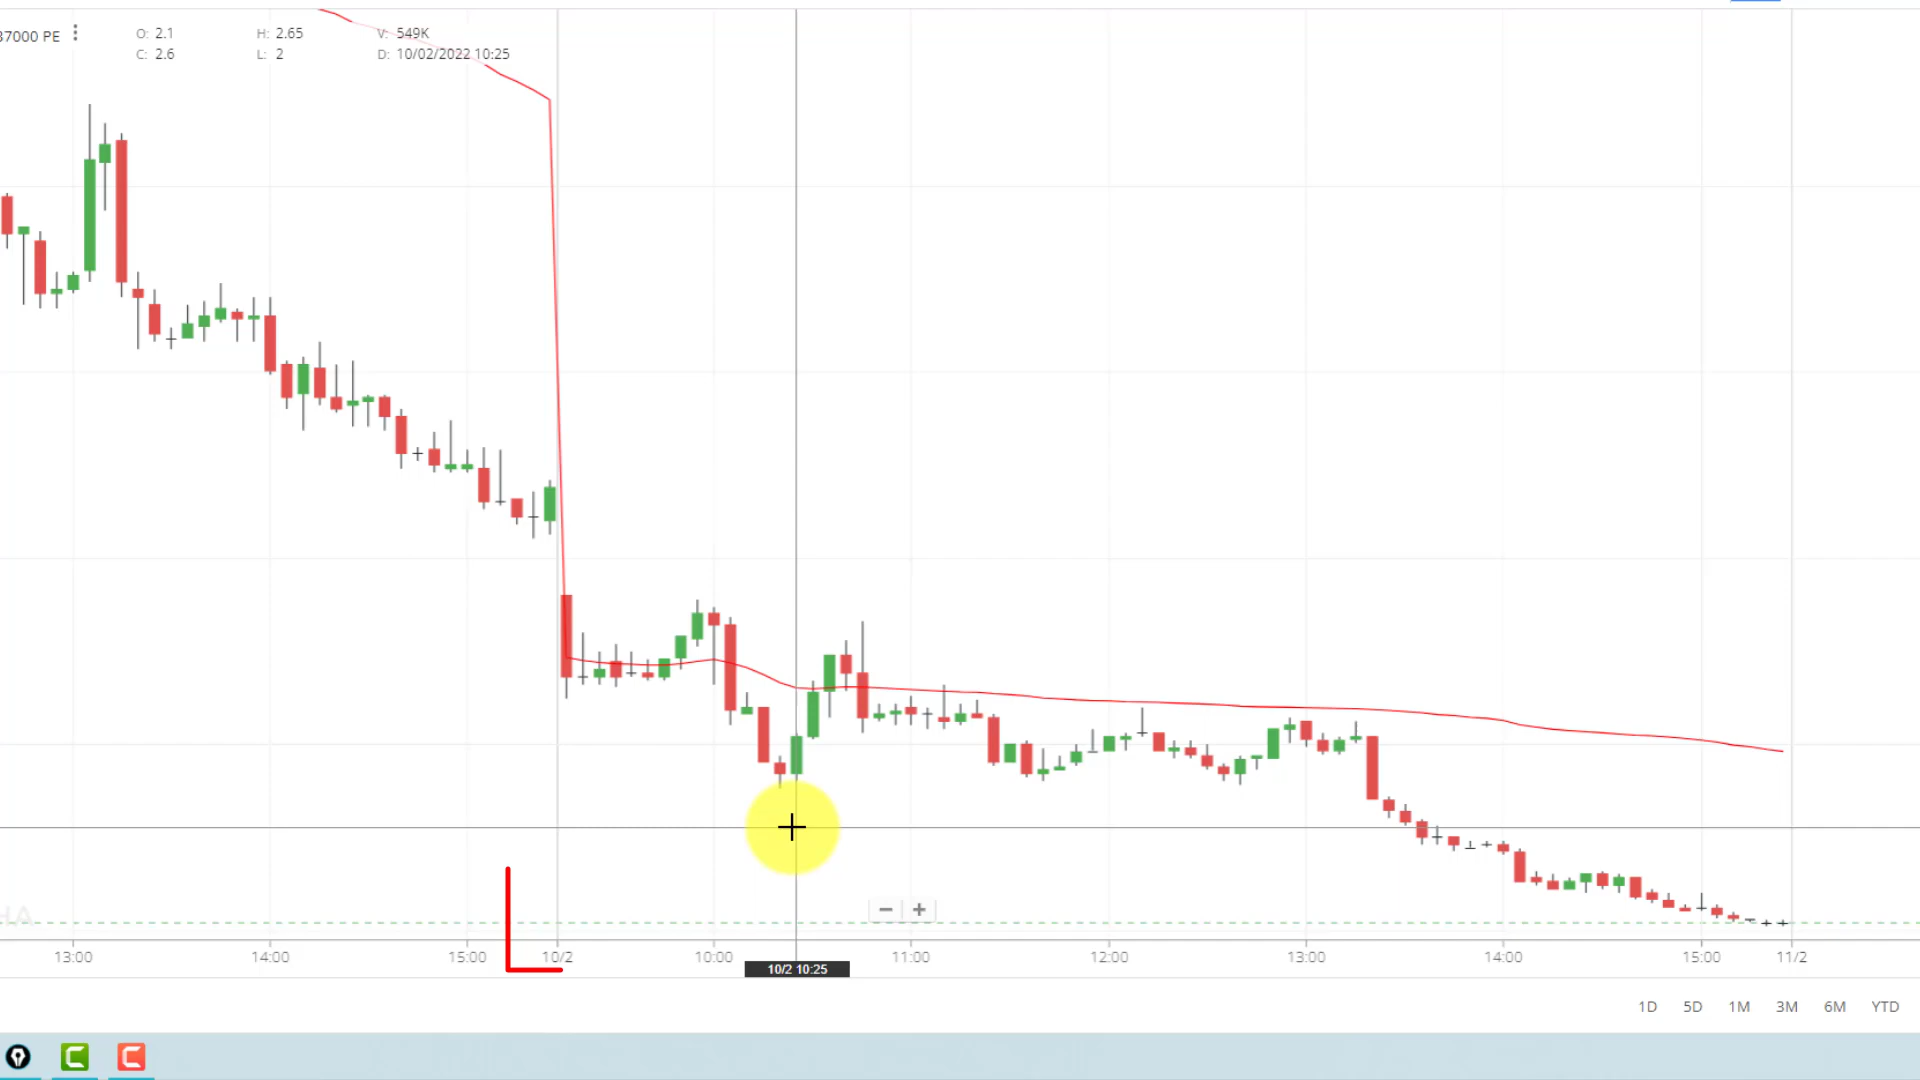 37000 PE O: 2.1 H: 2.65 V: 549K
C: 2.6 L: 2 D: 10/02/2022 10:25
HA
13:00 14:00 15:00 10/2 10:00 11:00 12:00 13:00 14:00 15:00 11/2
10/2 10:25
1D 5D 1M 3M 6M YTD